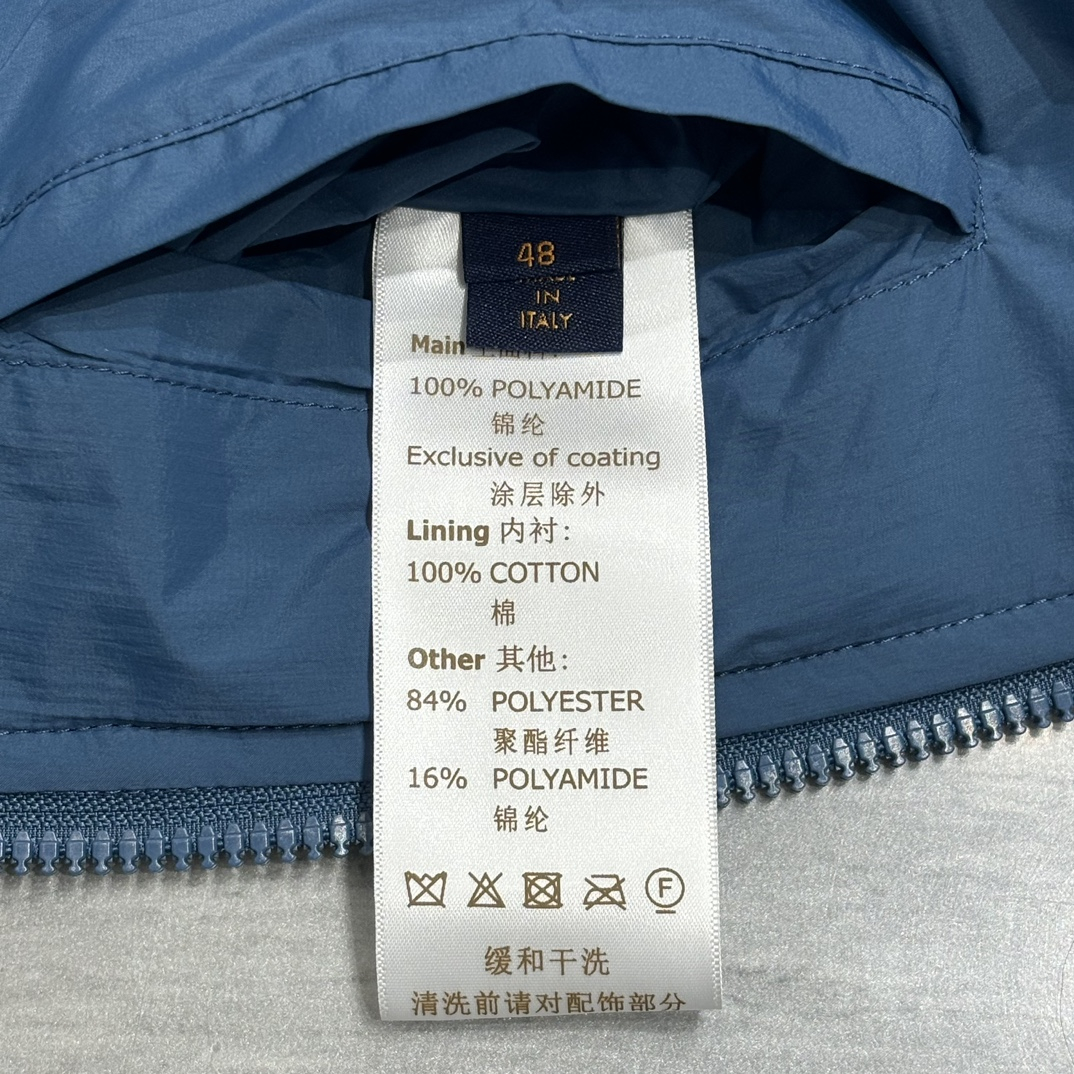 48
IN
ITALY
Main
100% POLYAMIDE
锦纶
Exclusive of coating
涂层除外
Lining 内衬:
100% COTTON
棉
Other 其他:
84% POLYESTER
聚酯纤维
16% POLYAMIDE
锦纶
F
缓和干洗
清洗前请对配饰部分